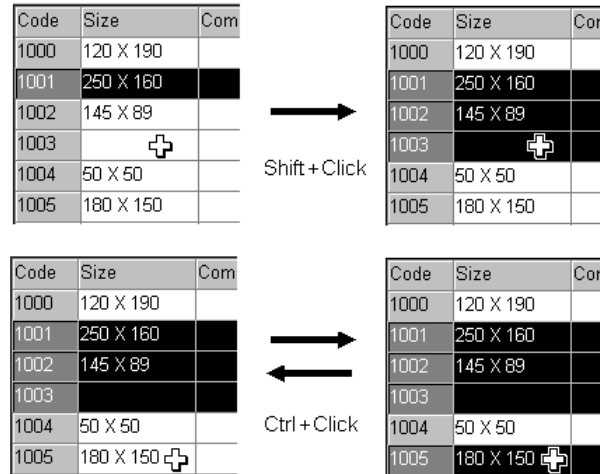 Code Size Com
1000 120 X 190
1001 250 X 160
1002 145 X 89
1003
1004 50 X 50
1005 180 X 150
Shift+Click
Code Size Cor
1000 120 X 190
1001 250 X 160
1002 145 X 89
1003
1004 50 X 50
1005 180 X 150
Code Size Com
1000 120 X 190
1001 250 X 160
1002 145 X 89
1003
1004 50 X 50
1005 180 X 150
Ctrl+Click
Code Size Cor
1000 120 X 190
1001 250 X 160
1002 145 X 89
1003
1004 50 X 50
1005 180 X 150